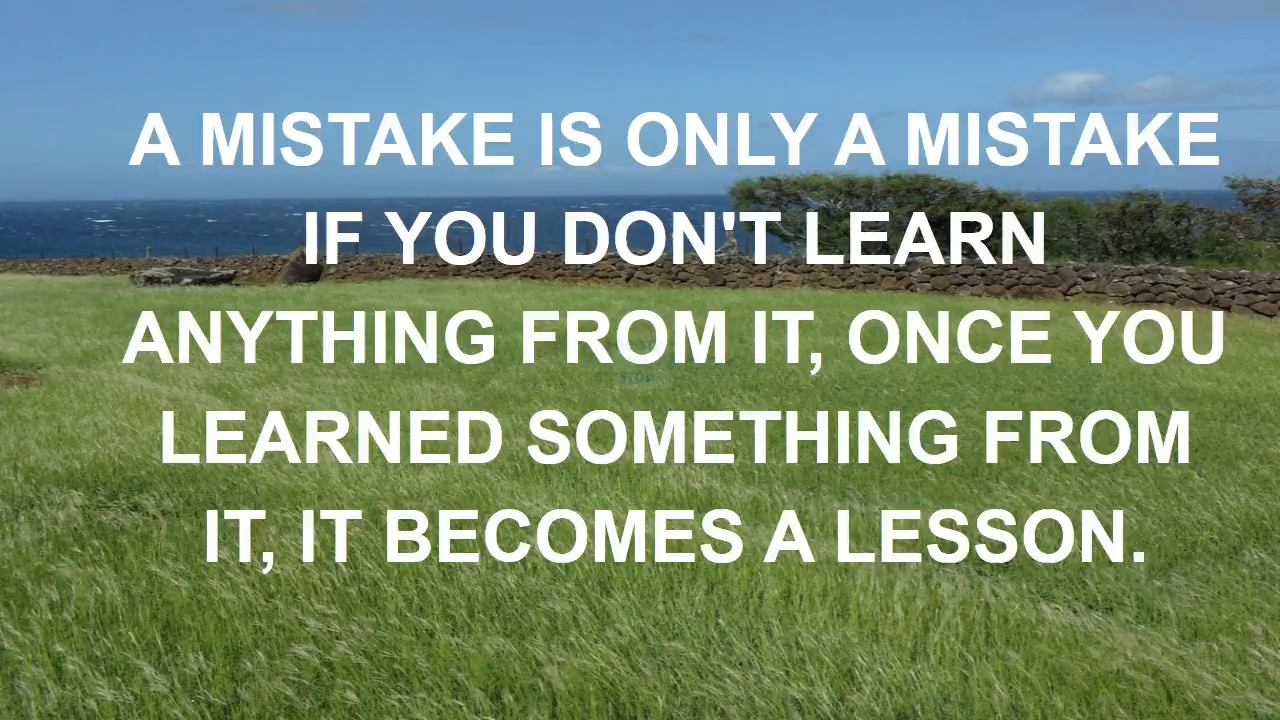 A MISTAKE IS ONLY A MISTAKE
IF YOU DON'T LEARN
ANYTHING FROM IT, ONCE YOU
LEARNED SOMETHING FROM
IT, IT BECOMES A LESSON.